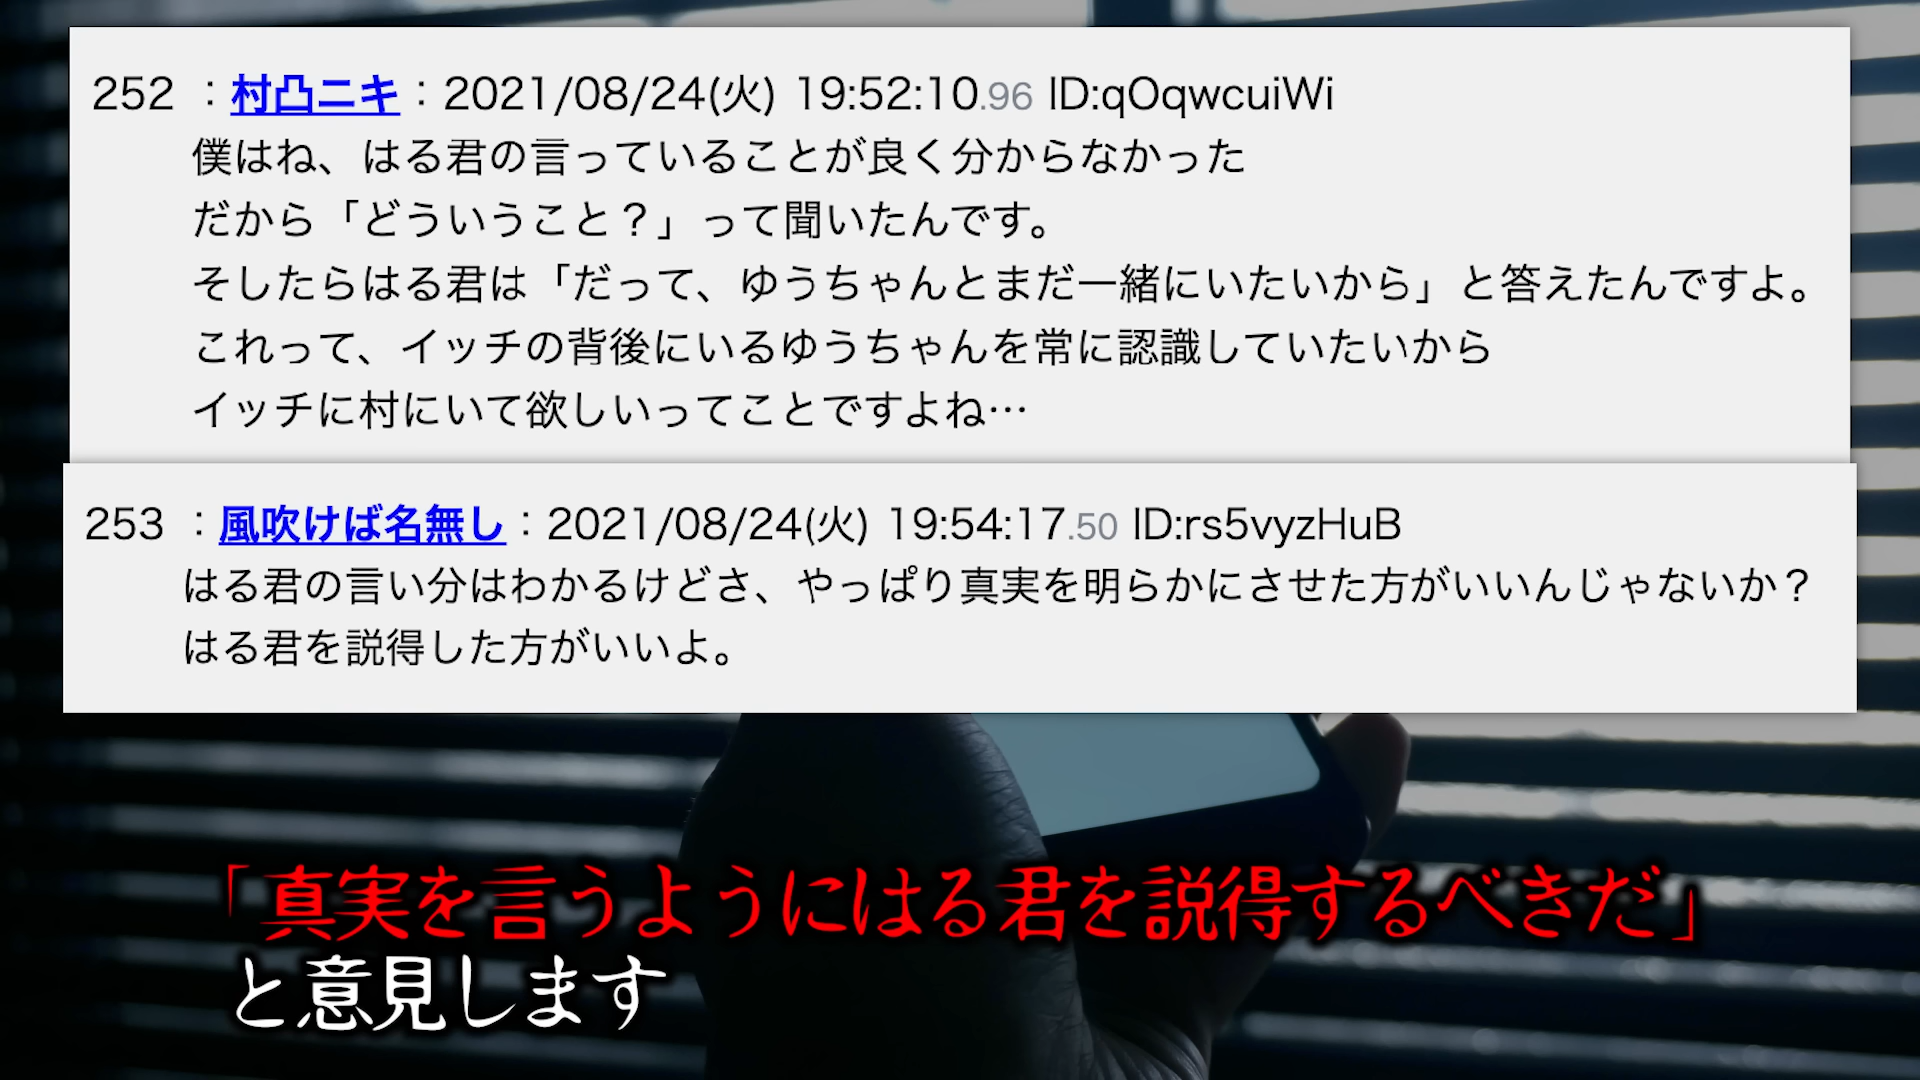 252 ：村凸ニキ：2021/08/24(火) 19:52:10.96 ID:qOqwcuiWi
僕はね、はる君の言っていることが良く分からなかった
だから「どういうこと？」って聞いたんです。
そしたらはる君は「だって、ゆうちゃんとまだ一緒にいたいから」と答えたんですよ。
これって、イッチの背後にいるゆうちゃんを常に認識していたいから
イッチに村にいて欲しいってことですよね…
253 ：風吹けば名無し：2021/08/24(火) 19:54:17.50 ID:rs5vyzHuB
はる君の言い分はわかるけどさ、やっぱり真実を明らかにさせた方がいいんじゃないか？
はる君を説得した方がいいよ。
「真実を言うようにはる君を説得するべきだ」
と意見します